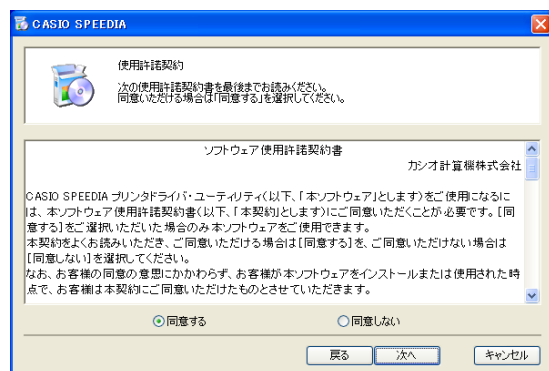 CASIO SPEEDIA
使用許諾契約
次の使用許諾契約書を最後までお読みください。
同意いただける場合は「同意する」を選択してください。
ソフトウェア使用許諾契約書
カシオ計算機株式会社
CASIO SPEEDIA プリンタドライバ・ユーティリティ(以下、「本ソフトウェア」とします)をご使用になるに
は、本ソフトウェア使用許諾契約書(以下、「本契約」とします)にご同意いただくことが必要です。[同
意する]をご選択いただいた場合のみ本ソフトウェアをご使用できます。
本契約をよくお読みいただき、ご同意いただける場合は[同意する]を、ご同意いただけない場合は
[同意しない]を選択してください。
なお、お客様の同意の意思にかかわらず、お客様が本ソフトウェアをインストールまたは使用された時
点で、お客様は本契約にご同意いただけたものとさせていただきます。
同意する 同意しない
戻る 次へ キャンセル